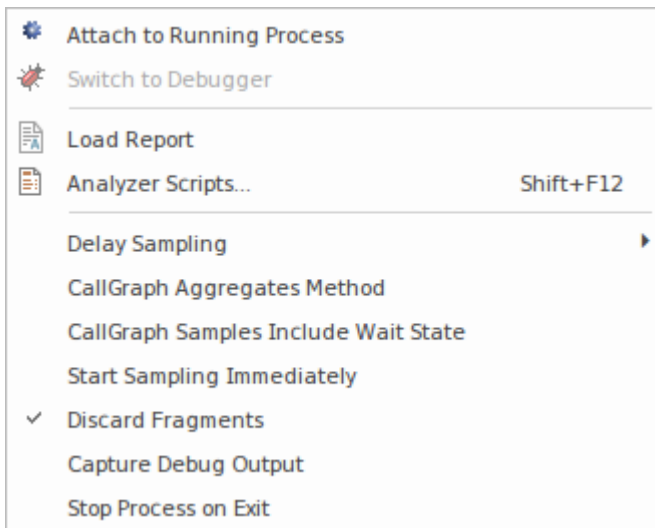 Attach to Running Process
Switch to Debugger
Load Report
Analyzer Scripts... Shift+F12
Delay Sampling
CallGraph Aggregates Method
CallGraph Samples Include Wait State
Start Sampling Immediately
Discard Fragments
Capture Debug Output
Stop Process on Exit